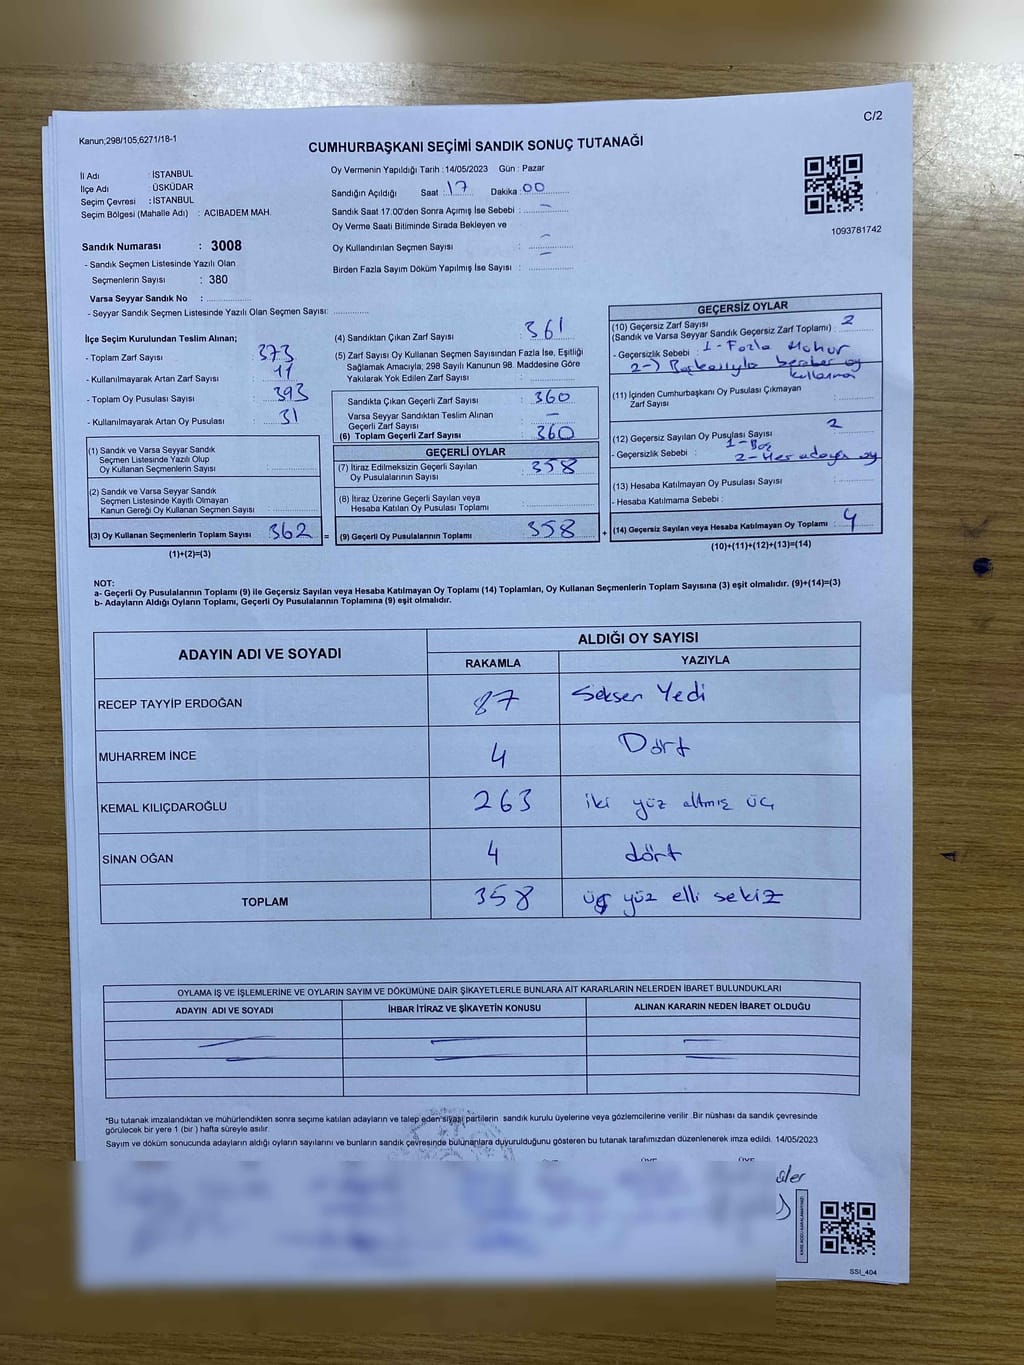 C/2
Kanun;298/105,6271/18-1
CUMHURBAŞKANI SEÇİMİ SANDIK SONUÇ TUTANAĞI
İl Adı : İSTANBUL
İlçe Adı : ÜSKÜDAR
Seçim Çevresi : İSTANBUL
Seçim Bölgesi (Mahalle Adı) : ACIBADEM MAH.
Sandık Numarası : 3008
- Sandık Seçmen Listesinde Yazılı Olan
Seçmenlerin Sayısı : 380
Varsa Seyyar Sandık No :
- Seyyar Sandık Seçmen Listesinde Yazılı Olan Seçmen Sayısı:
Oy Vermenin Yapıldığı Tarih : 14/05/2023 Gün : Pazar
Sandığın Açıldığı Saat : 17 Dakika : 00
Sandık Saat 17.00'den Sonra Açımış İse Sebebi : -
Oy Verme Saati Bitiminde Sırada Bekleyen ve
Oy Kullandırılan Seçmen Sayısı : -
Birden Fazla Sayım Döküm Yapılmış İse Sayısı : -
1093781742
İlçe Seçim Kurulundan Teslim Alınan;
- Toplam Zarf Sayısı : 373
- Kullanılmayarak Artan Zarf Sayısı : 11
- Toplam Oy Pusulası Sayısı : 393
- Kullanılmayarak Artan Oy Pusulası : 31
(1) Sandık ve Varsa Seyyar Sandık
Seçmen Listesinde Yazılı Olup
Oy Kullanan Seçmenlerin Sayısı :
(2) Sandık ve Varsa Seyyar Sandık
Seçmen Listesinde Kayıtlı Olmayan
Kanun Gereği Oy Kullanan Seçmenlerin Sayısı :
(3) Oy Kullanan Seçmenlerin Toplam Sayısı : 362
(1)+(2)=(3)
(4) Sandıktan Çıkan Zarf Sayısı : 361
(5) Zarf Sayısı Oy Kullanan Seçmen Sayısından Fazla İse, Eşitliği
Sağlamak Amacıyla; 298 Sayılı Kanunun 98. Maddesine Göre
Yakılarak Yok Edilen Zarf Sayısı :
Sandıkta Çıkan Geçerli Zarf Sayısı : 360
Varsa Seyyar Sandıktan Teslim Alınan
Geçerli Zarf Sayısı : -
(6) Toplam Geçerli Zarf Sayısı : 360
GEÇERLİ OYLAR
(7) İtiraz Edilmeksizin Geçerli Sayılan
Oy Pusulalarının Sayısı : 358
(8) İtiraz Üzerine Geçerli Sayılan veya
Hesaba Katılan Oy Pusulası Toplamı :
= (9) Geçerli Oy Pusulalarının Toplamı : 358 +
GEÇERSİZ OYLAR
(10) Geçersiz Zarf Sayısı
(Sandık ve Varsa Seyyar Sandık Geçersiz Zarf Toplamı) : 2
- Geçersizlik Sebebi : 1- Fazla Mühür
2-) Başkasıyla beraber oy
kullanma
(11) İçinden Cumhurbaşkanı Oy Pusulası Çıkmayan
Zarf Sayısı :
(12) Geçersiz Sayılan Oy Pusulası Sayısı : 2
- Geçersizlik Sebebi : 1- Boş
2- Her adaya oy
(13) Hesaba Katılmayan Oy Pusulası Sayısı :
- Hesaba Katılmama Sebebi :
(14) Geçersiz Sayılan veya Hesaba Katılmayan Oy Toplamı : 4
(10)+(11)+(12)+(13)=(14)
NOT:
a- Geçerli Oy Pusulalarının Toplamı (9) ile Geçersiz Sayılan veya Hesaba Katılmayan Oy Toplamı (14) Toplamları, Oy Kullanan Seçmenlerin Toplam Sayısına (3) eşit olmalıdır. (9)+(14)=(3)
b- Adayların Aldığı Oyların Toplamı, Geçerli Oy Pusulalarının Toplamına (9) eşit olmalıdır.
ADAYIN ADI VE SOYADI
ALDIĞI OY SAYISI
RAKAMLA YAZIYLA
RECEP TAYYİP ERDOĞAN 87 Seksen Yedi
MUHARREM İNCE 4 Dört
KEMAL KILIÇDAROĞLU 263 iki yüz altmış üç
SİNAN OĞAN 4 dört
TOPLAM 358 üç yüz elli sekiz
OYLAMA İŞ VE İŞLEMLERİNE VE OYLARIN SAYIM VE DÖKÜMÜNE DAİR ŞİKAYETLERLE BUNLARA AİT KARARLARIN NELERDEN İBARET BULUNDUKLARI
ADAYIN ADI VE SOYADI İHBAR İTİRAZ VE ŞİKAYETİN KONUSU ALINAN KARARIN NEDEN İBARET OLDUĞU
*Bu tutanak imzalandıktan ve mühürlendikten sonra seçime katılan adayların ve talep eden siyasi partilerin sandık kurulu üyelerine veya gözlemcilerine verilir .Bir nüshası da sandık çevresinde
görülecek bir yere 1 (bir ) hafta süreyle asılır.
Sayım ve döküm sonucunda adayların aldığı oyların sayılarını ve bunların sandık çevresinde bulunanlara duyurulduğunu gösteren bu tutanak tarafımızdan düzenlenerek imza edildi. 14/05/2023
SSI_404